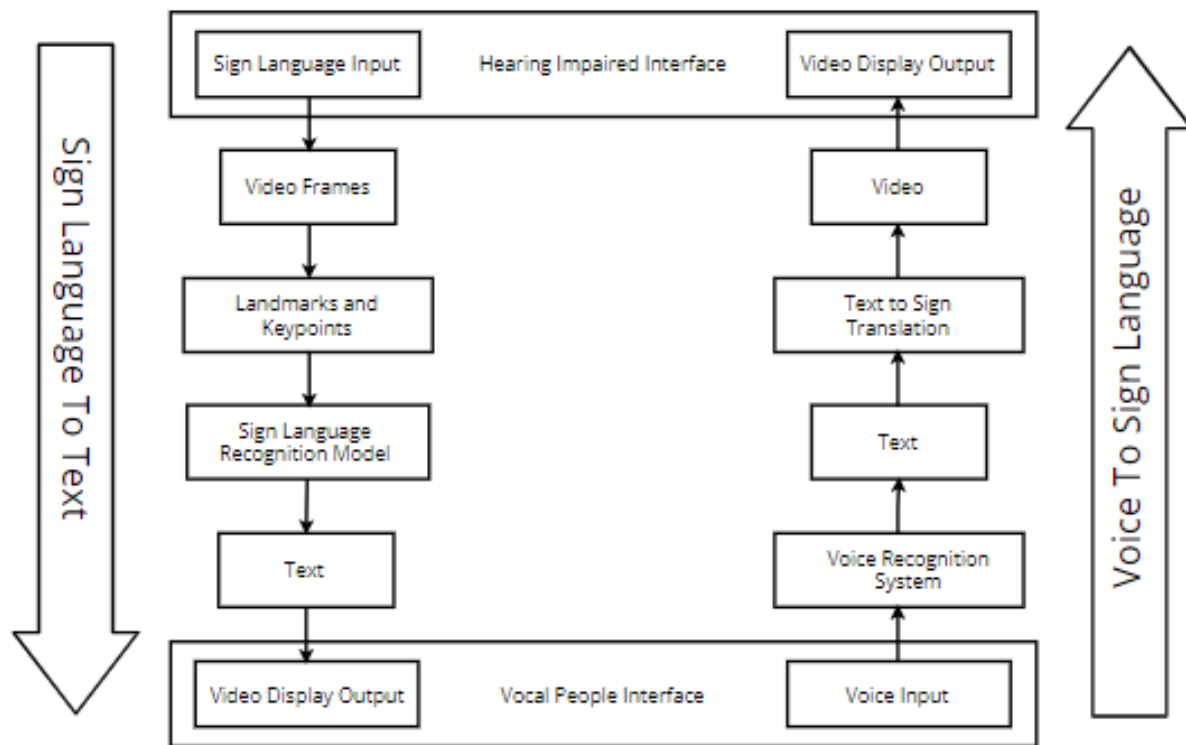 Sign Language Input
Hearing Impaired Interface
Video Display Output
Video Frames
Video
Landmarks and
Keypoints
Text to Sign
Translation
Sign Language
Recognition Model
Text
Text
Voice Recognition
System
Video Display Output
Vocal People Interface
Voice Input
Sign Language To Text
Voice To Sign Language